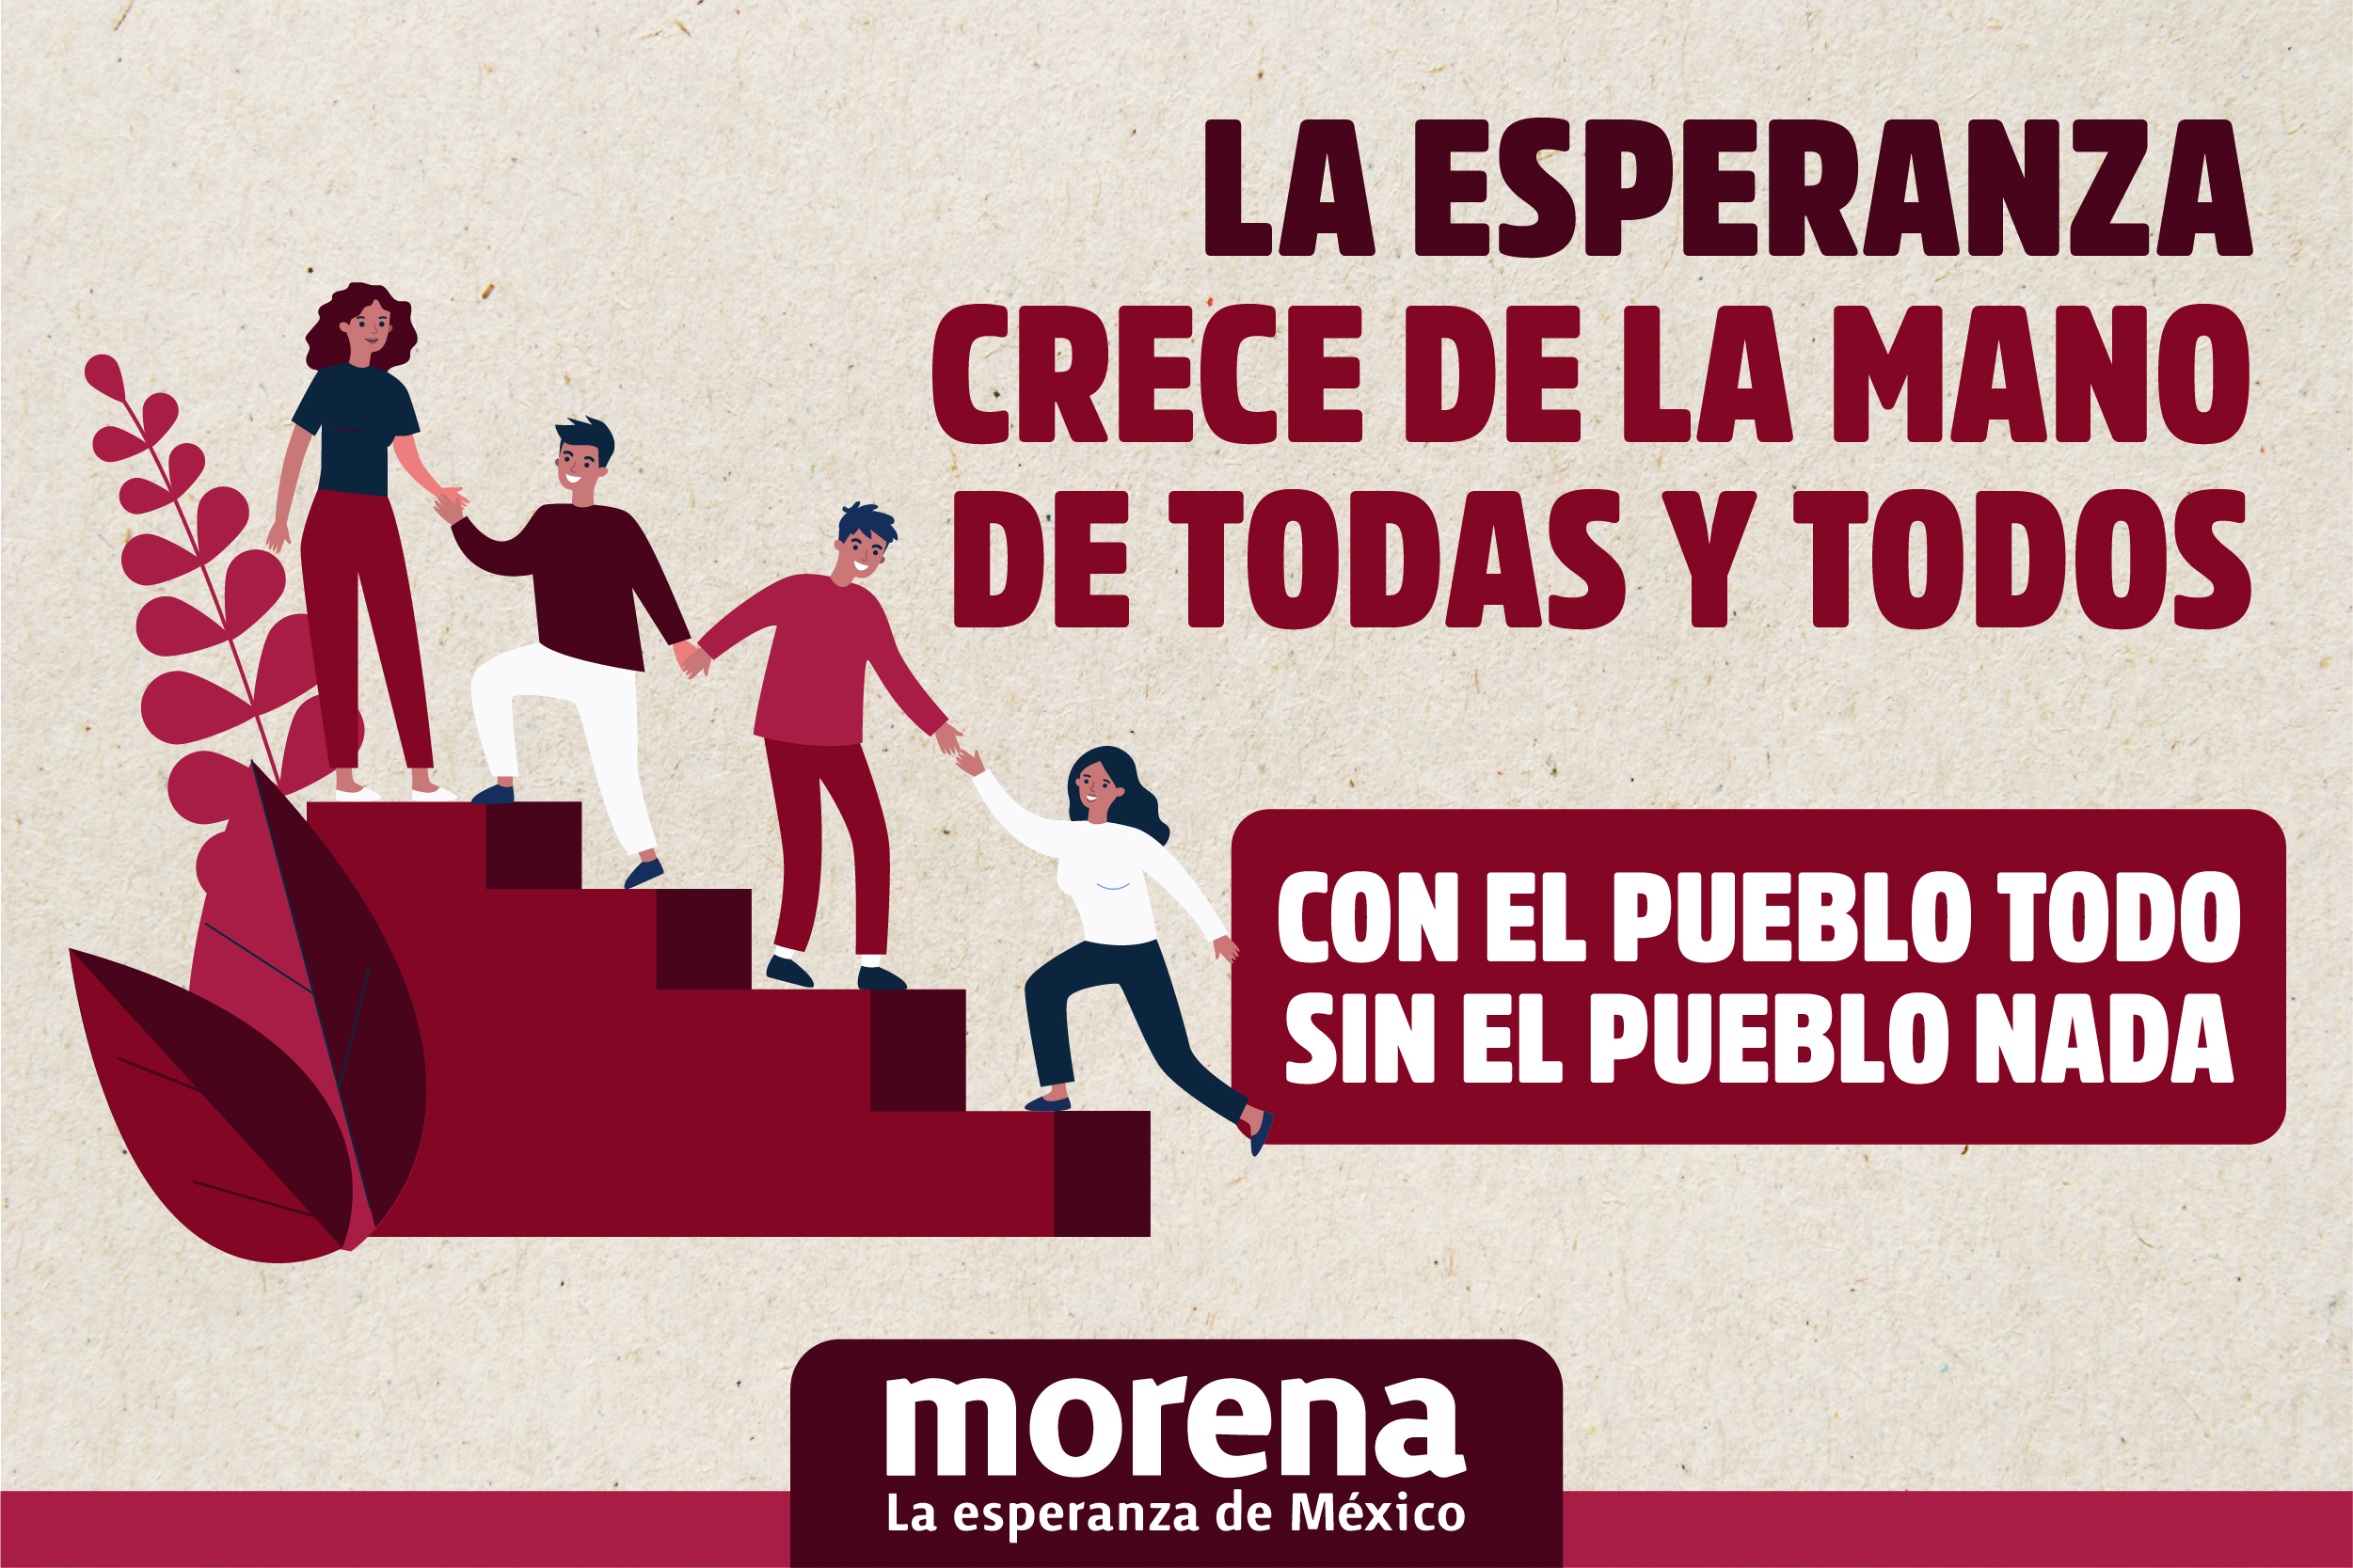 LA ESPERANZA
CRECE DE LA MANO
DE TODAS Y TODOS
CON EL PUEBLO TODO
SIN EL PUEBLO NADA
morena
La esperanza de México